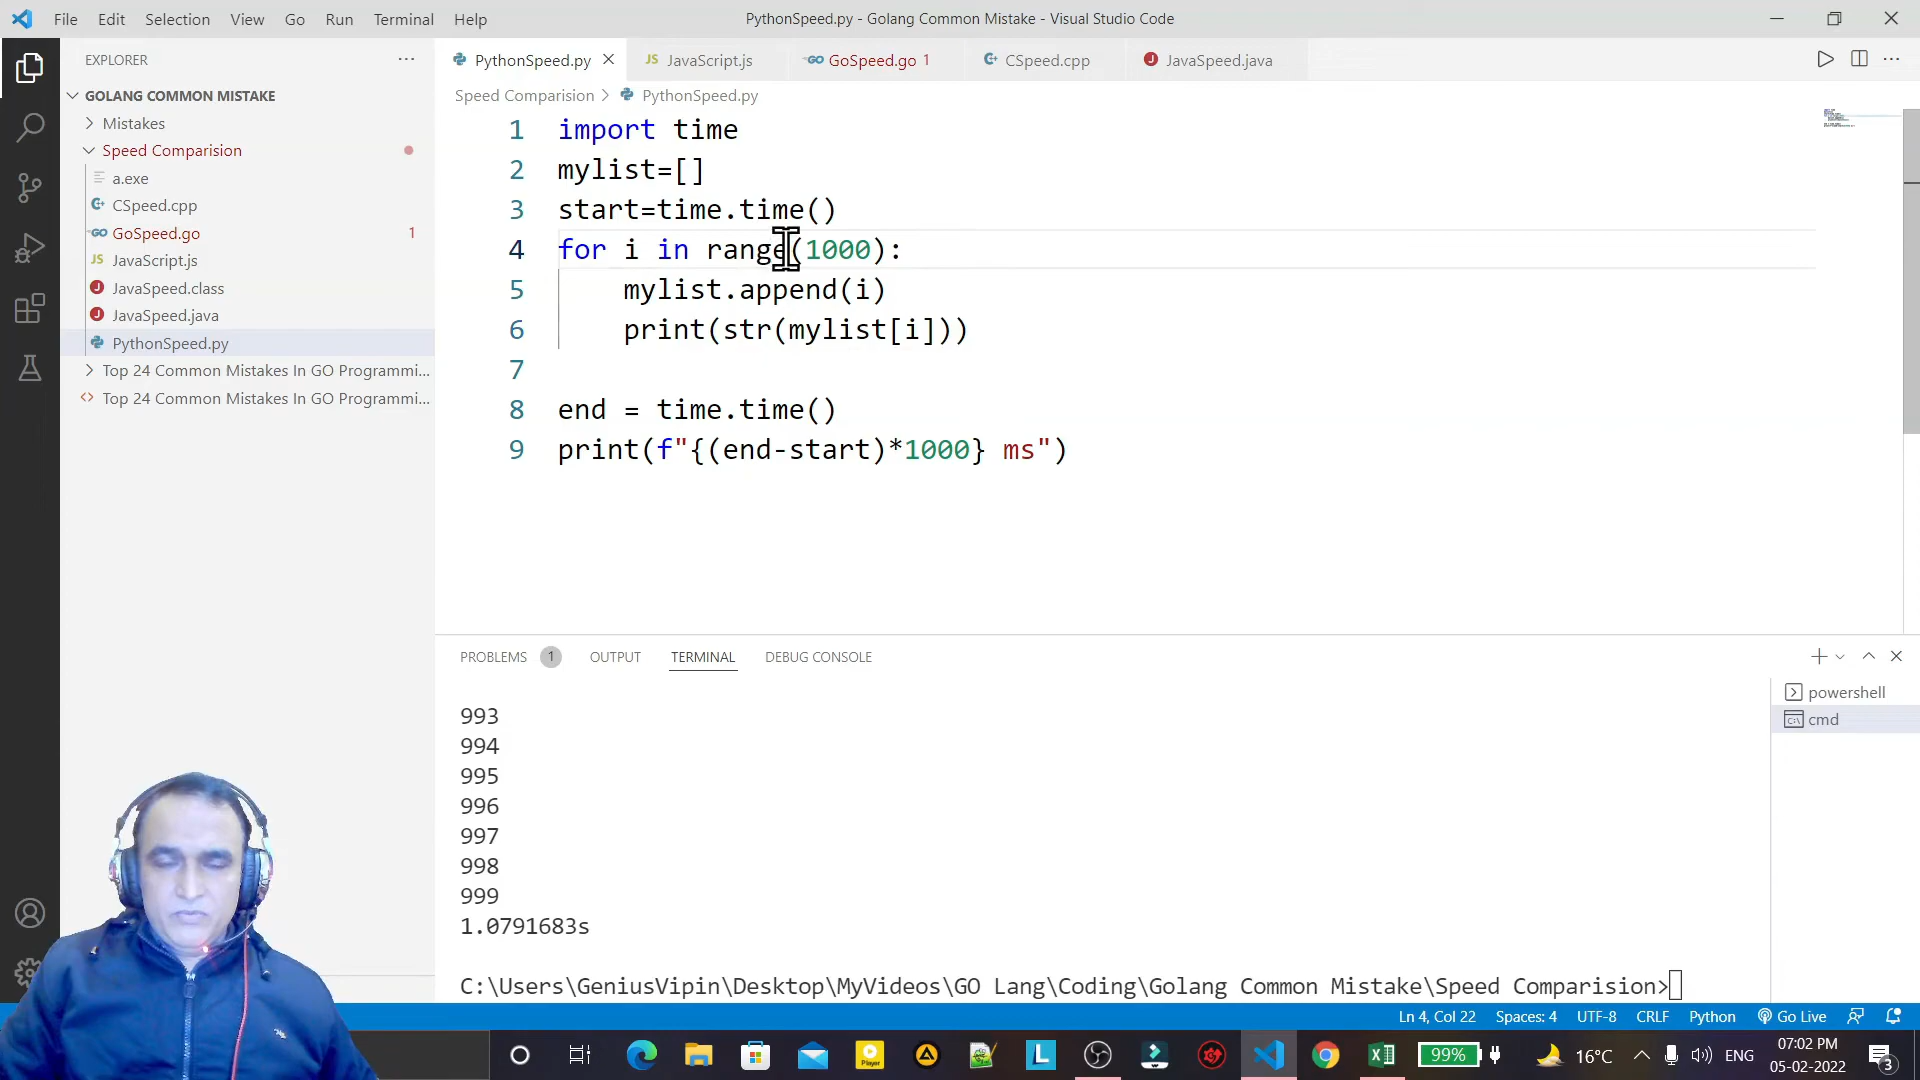 File Edit Selection View Go Run Terminal Help
PythonSpeed.py - Golang Common Mistake - Visual Studio Code
EXPLORER
GOLANG COMMON MISTAKE
Mistakes
Speed Comparision
a.exe
CSpeed.cpp
GoSpeed.go 1
JS JavaScript.js
JavaSpeed.class
JavaSpeed.java
PythonSpeed.py
Top 24 Common Mistakes In GO Programmi...
Top 24 Common Mistakes In GO Programmi...
PythonSpeed.py JS JavaScript.js GoSpeed.go 1 CSpeed.cpp JavaSpeed.java
Speed Comparision > PythonSpeed.py
1 import time
2 mylist=[]
3 start=time.time()
4 for i in range(1000):
5 mylist.append(i)
6 print(str(mylist[i]))
7
8 end = time.time()
9 print(f"{(end-start)*1000} ms")
PROBLEMS 1 OUTPUT TERMINAL DEBUG CONSOLE
powershell
cmd
993
994
995
996
997
998
999
1.0791683s
C:\Users\GeniusVipin\Desktop\MyVideos\GO Lang\Coding\Golang Common Mistake\Speed Comparision>
Ln 4, Col 22 Spaces: 4 UTF-8 CRLF Python Go Live
99% 16°C ENG 07:02 PM
05-02-2022 3